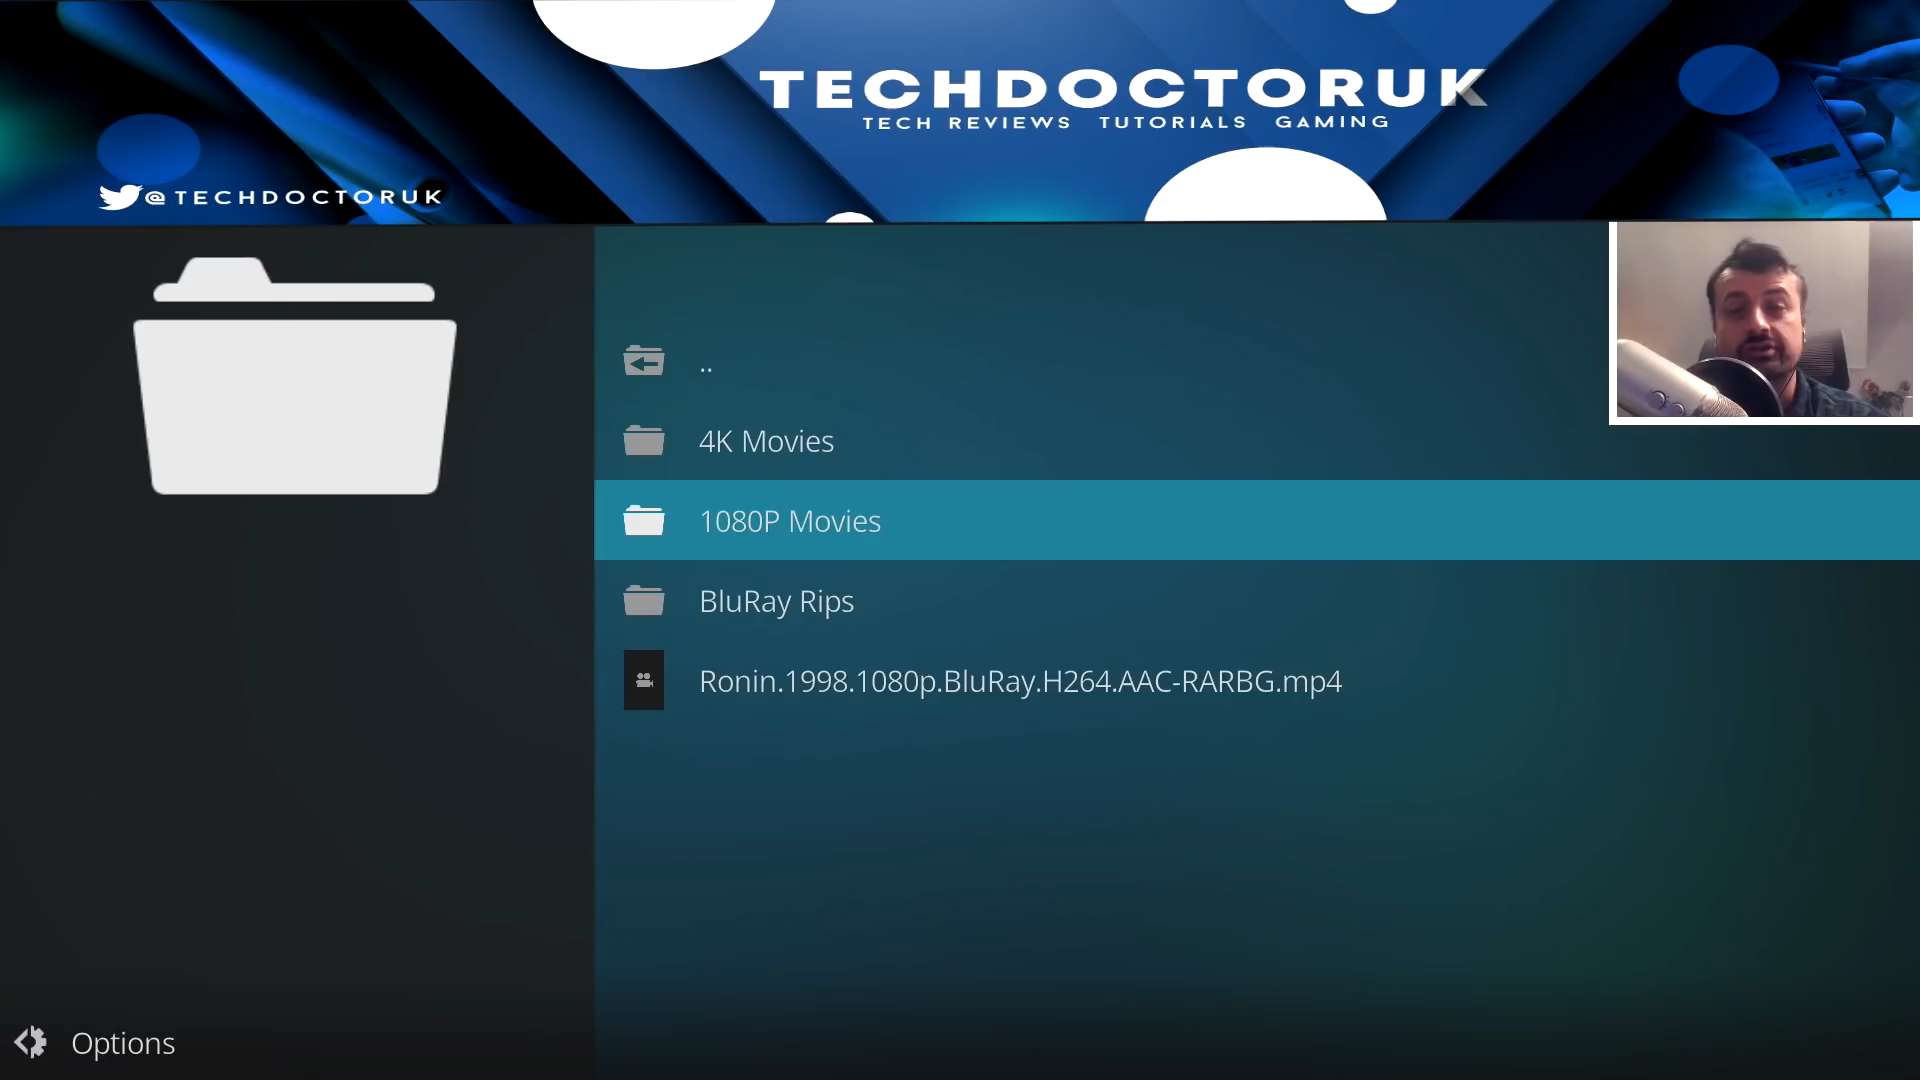 TECHDOCTORUK
TECH REVIEWS TUTORIALS GAMING
@TECHDOCTORUK
..
4K Movies
1080P Movies
BluRay Rips
Ronin.1998.1080p.BluRay.H264.AAC-RARBG.mp4
Options